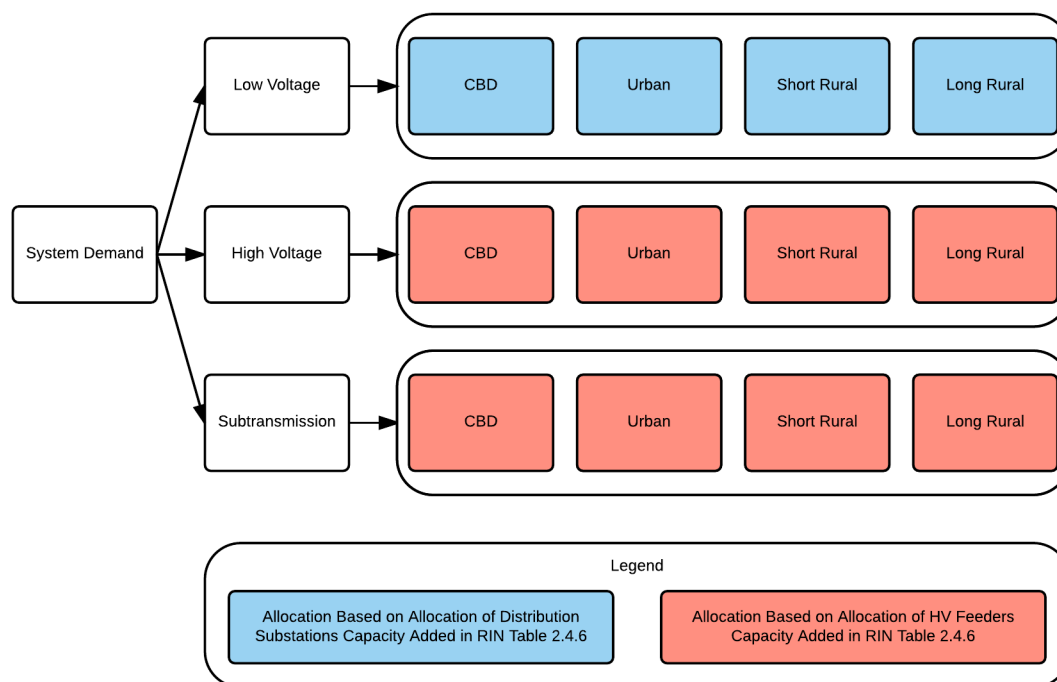 Low Voltage
CBD
Urban
Short Rural
Long Rural
System Demand
High Voltage
CBD
Urban
Short Rural
Long Rural
Subtransmission
CBD
Urban
Short Rural
Long Rural
Legend
Allocation Based on Allocation of Distribution
Substations Capacity Added in RIN Table 2.4.6
Allocation Based on Allocation of HV Feeders
Capacity Added in RIN Table 2.4.6